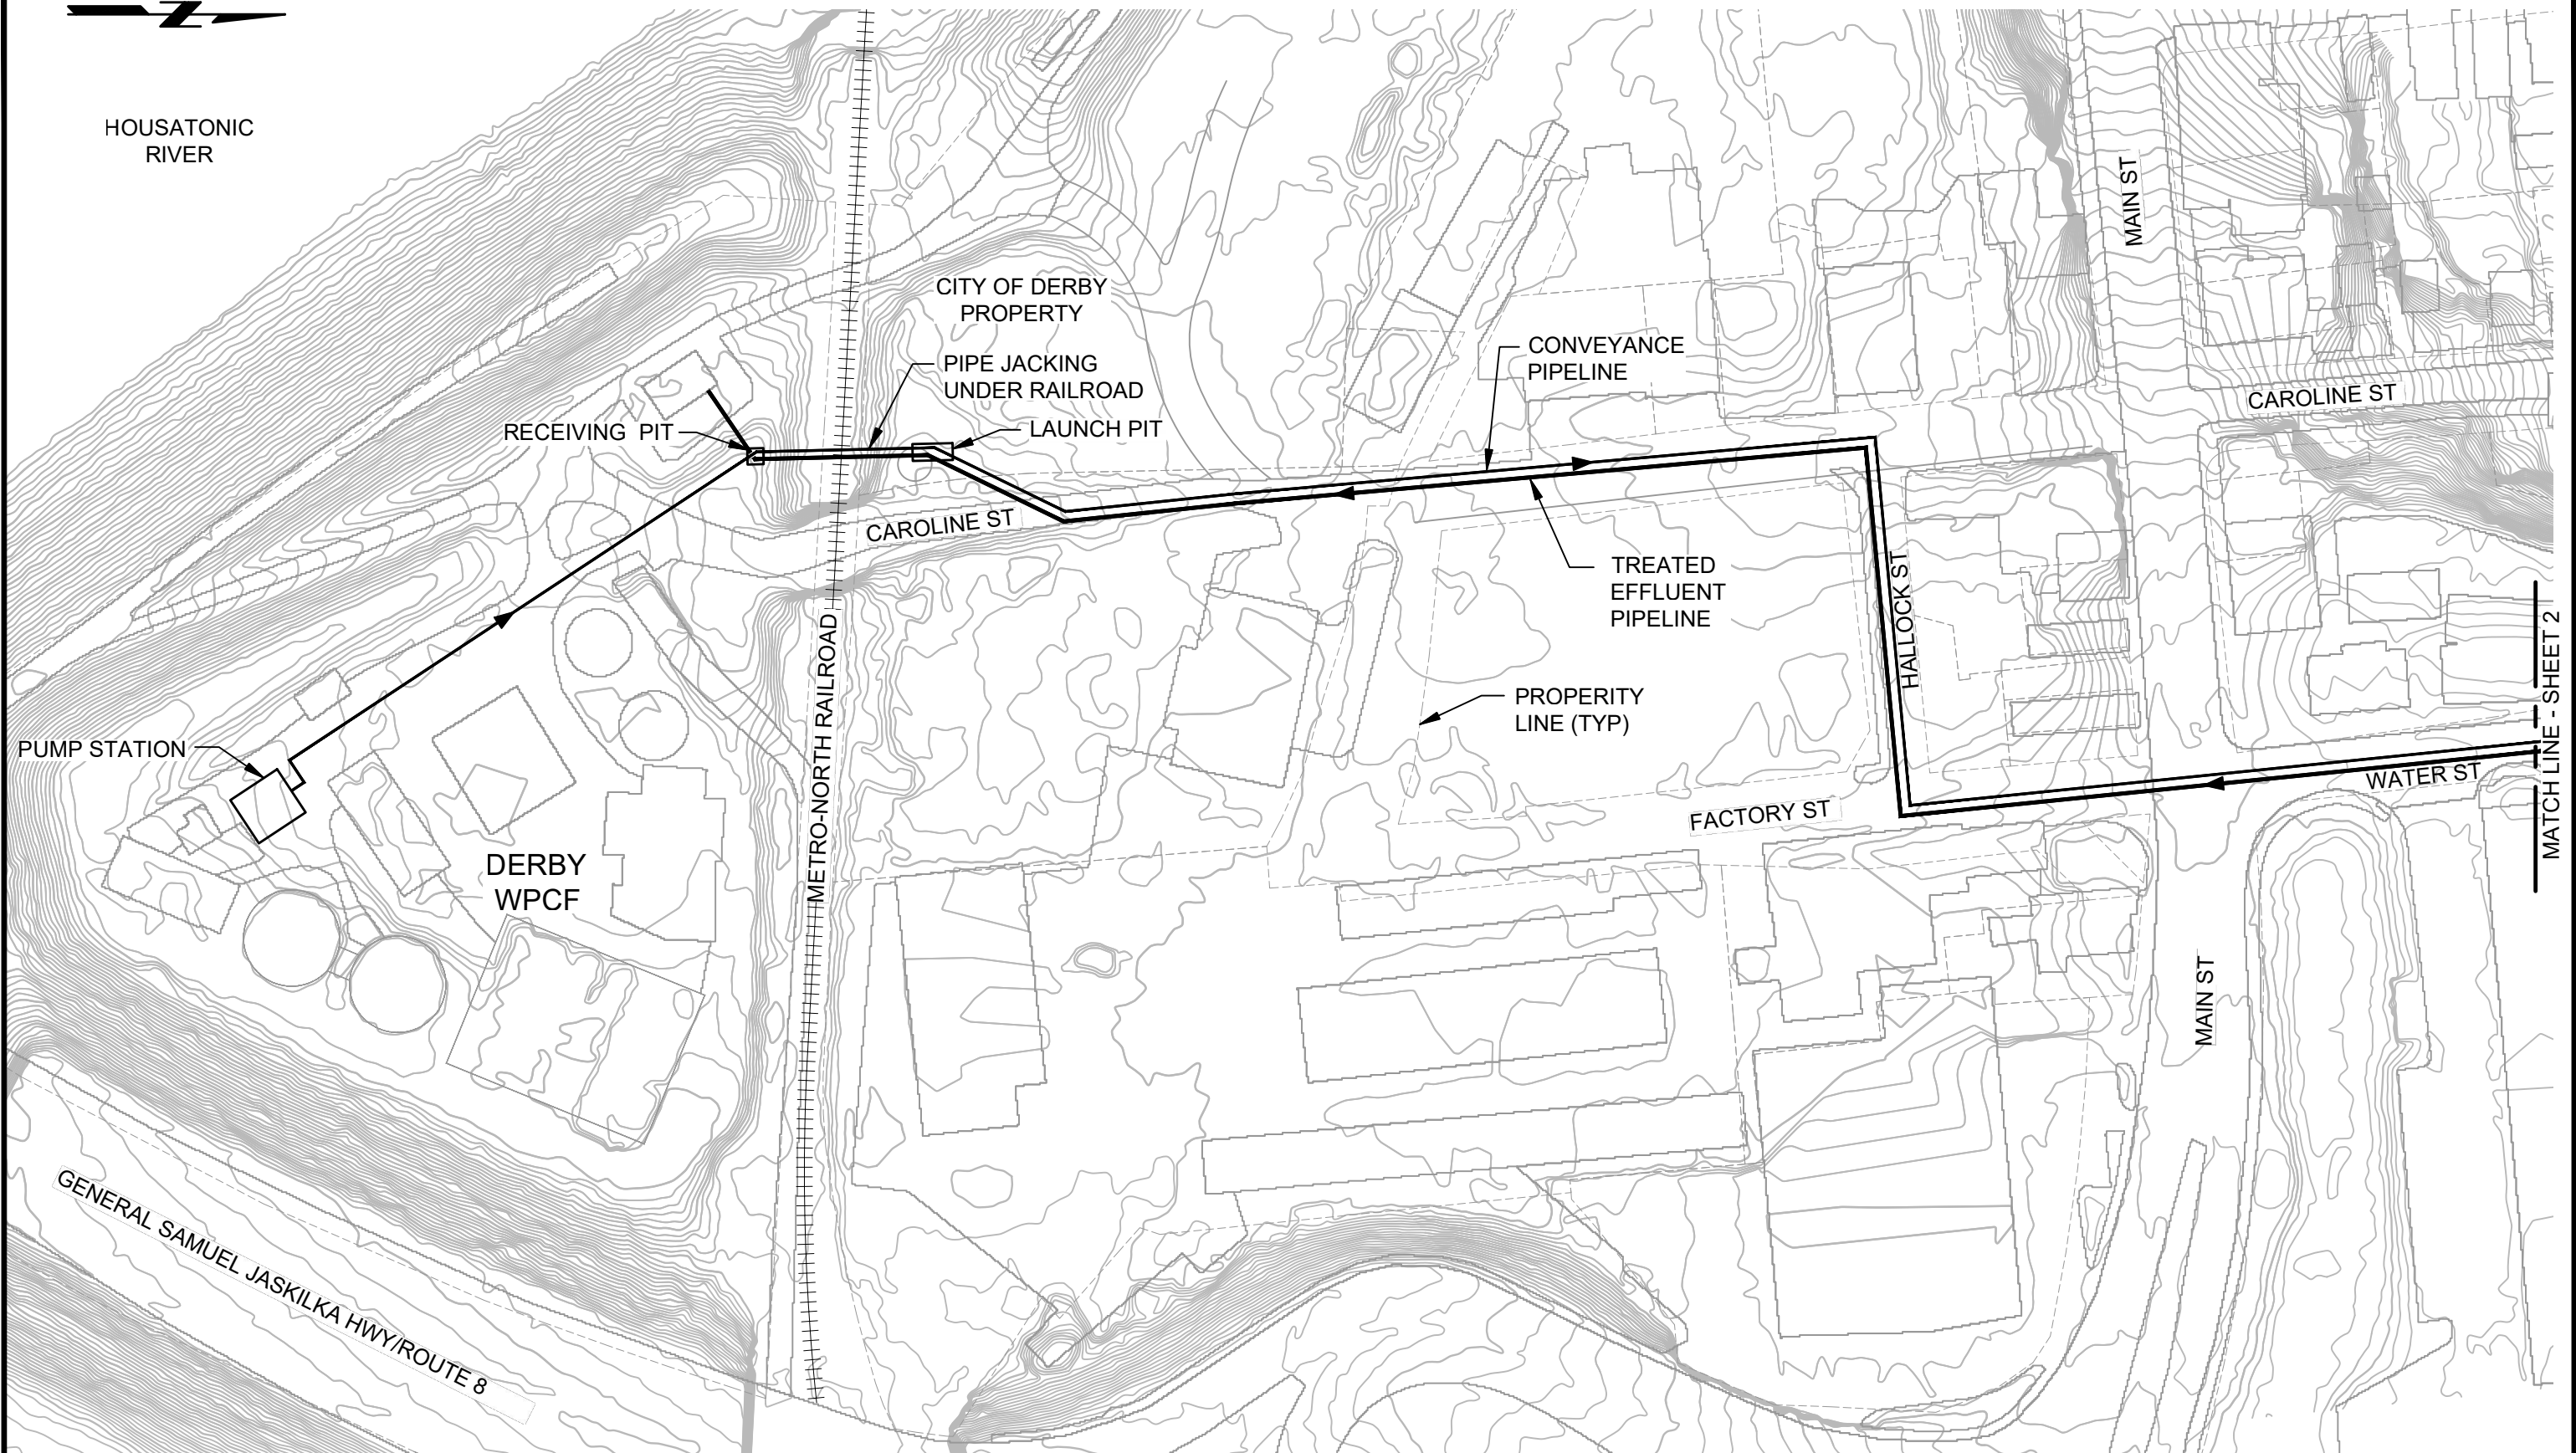 HOUSATONIC
RIVER
MAIN ST
CITY OF DERBY
PROPERTY
PIPE JACKING
UNDER RAILROAD
CONVEYANCE
PIPELINE
CAROLINE ST
RECEIVING PIT
LAUNCH PIT
CAROLINE ST
TREATED
EFFLUENT
PIPELINE
HALLOCK ST
METRO-NORTH RAILROAD
PROPERITY
LINE (TYP)
PUMP STATION
MATCH LINE - SHEET 2
WATER ST
FACTORY ST
DERBY
WPCF
MAIN ST
GENERAL SAMUEL JASKILKA HWY/ROUTE 8